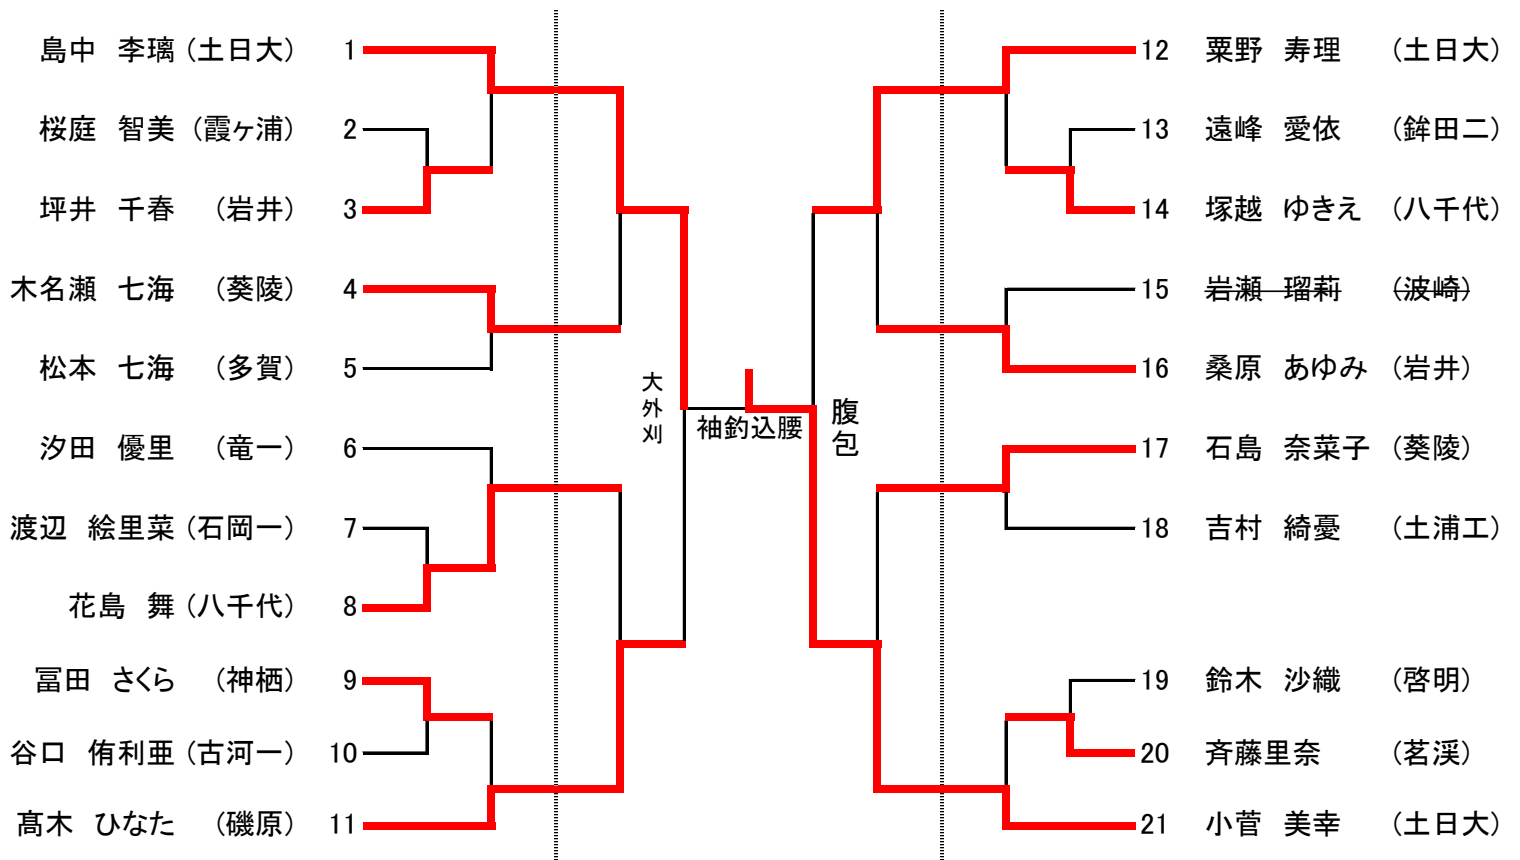 島中　李璃（土日大） 1
桜庭　智美（霞ヶ浦） 2
坪井　千春　（岩井） 3
木名瀬　七海　（葵陵） 4
松本　七海　（多賀） 5
汐田　優里　（竜一） 6
渡辺　絵里菜（石岡一） 7
花島　舞（八千代） 8
冨田　さくら　（神栖） 9
谷口　侑利亜（古河一） 10
髙木　ひなた　（磯原） 11
大外刈
袖釣込腰
腹包
12 粟野　寿理　（土日大）
13 遠峰　愛依　（鉾田二）
14 塚越　ゆきえ　（八千代）
15 岩瀬　瑠莉　（波崎）
16 桑原　あゆみ　（岩井）
17 石島　奈菜子　（葵陵）
18 吉村　綺憂　（土浦工）
19 鈴木　沙織　（啓明）
20 斉藤里奈　（茗渓）
21 小菅　美幸　（土日大）